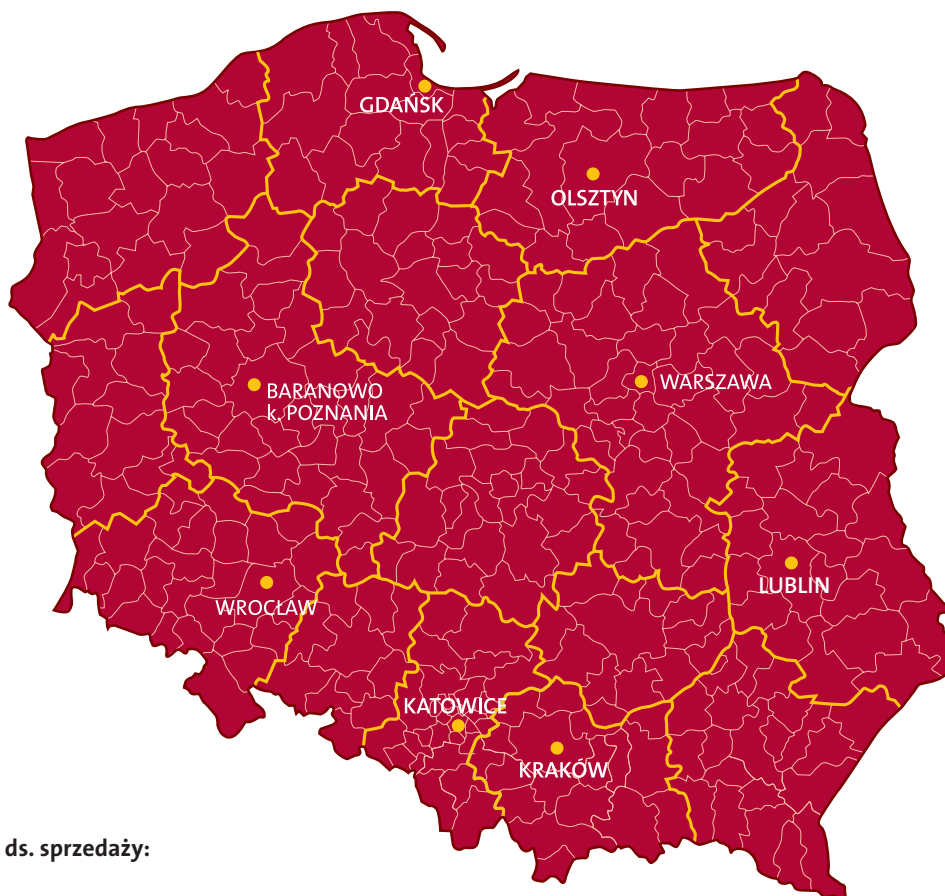 GDAŃSK
OLSZTYN
WARSZAWA
BARANOWO
k. POZNANIA
LUBLIN
WROCŁAW
KATOWICE
KRAKÓW
ds. sprzedaży: